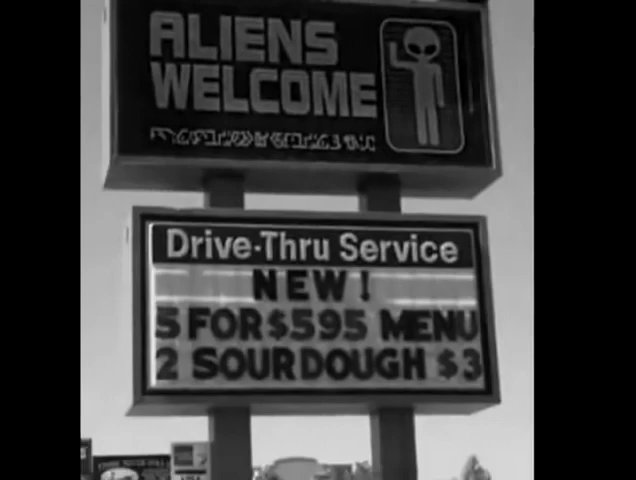 ALIENS
WELCOME
Drive-Thru Service
NEW!
5 FOR $595 MENU
2 SOURDOUGH $3